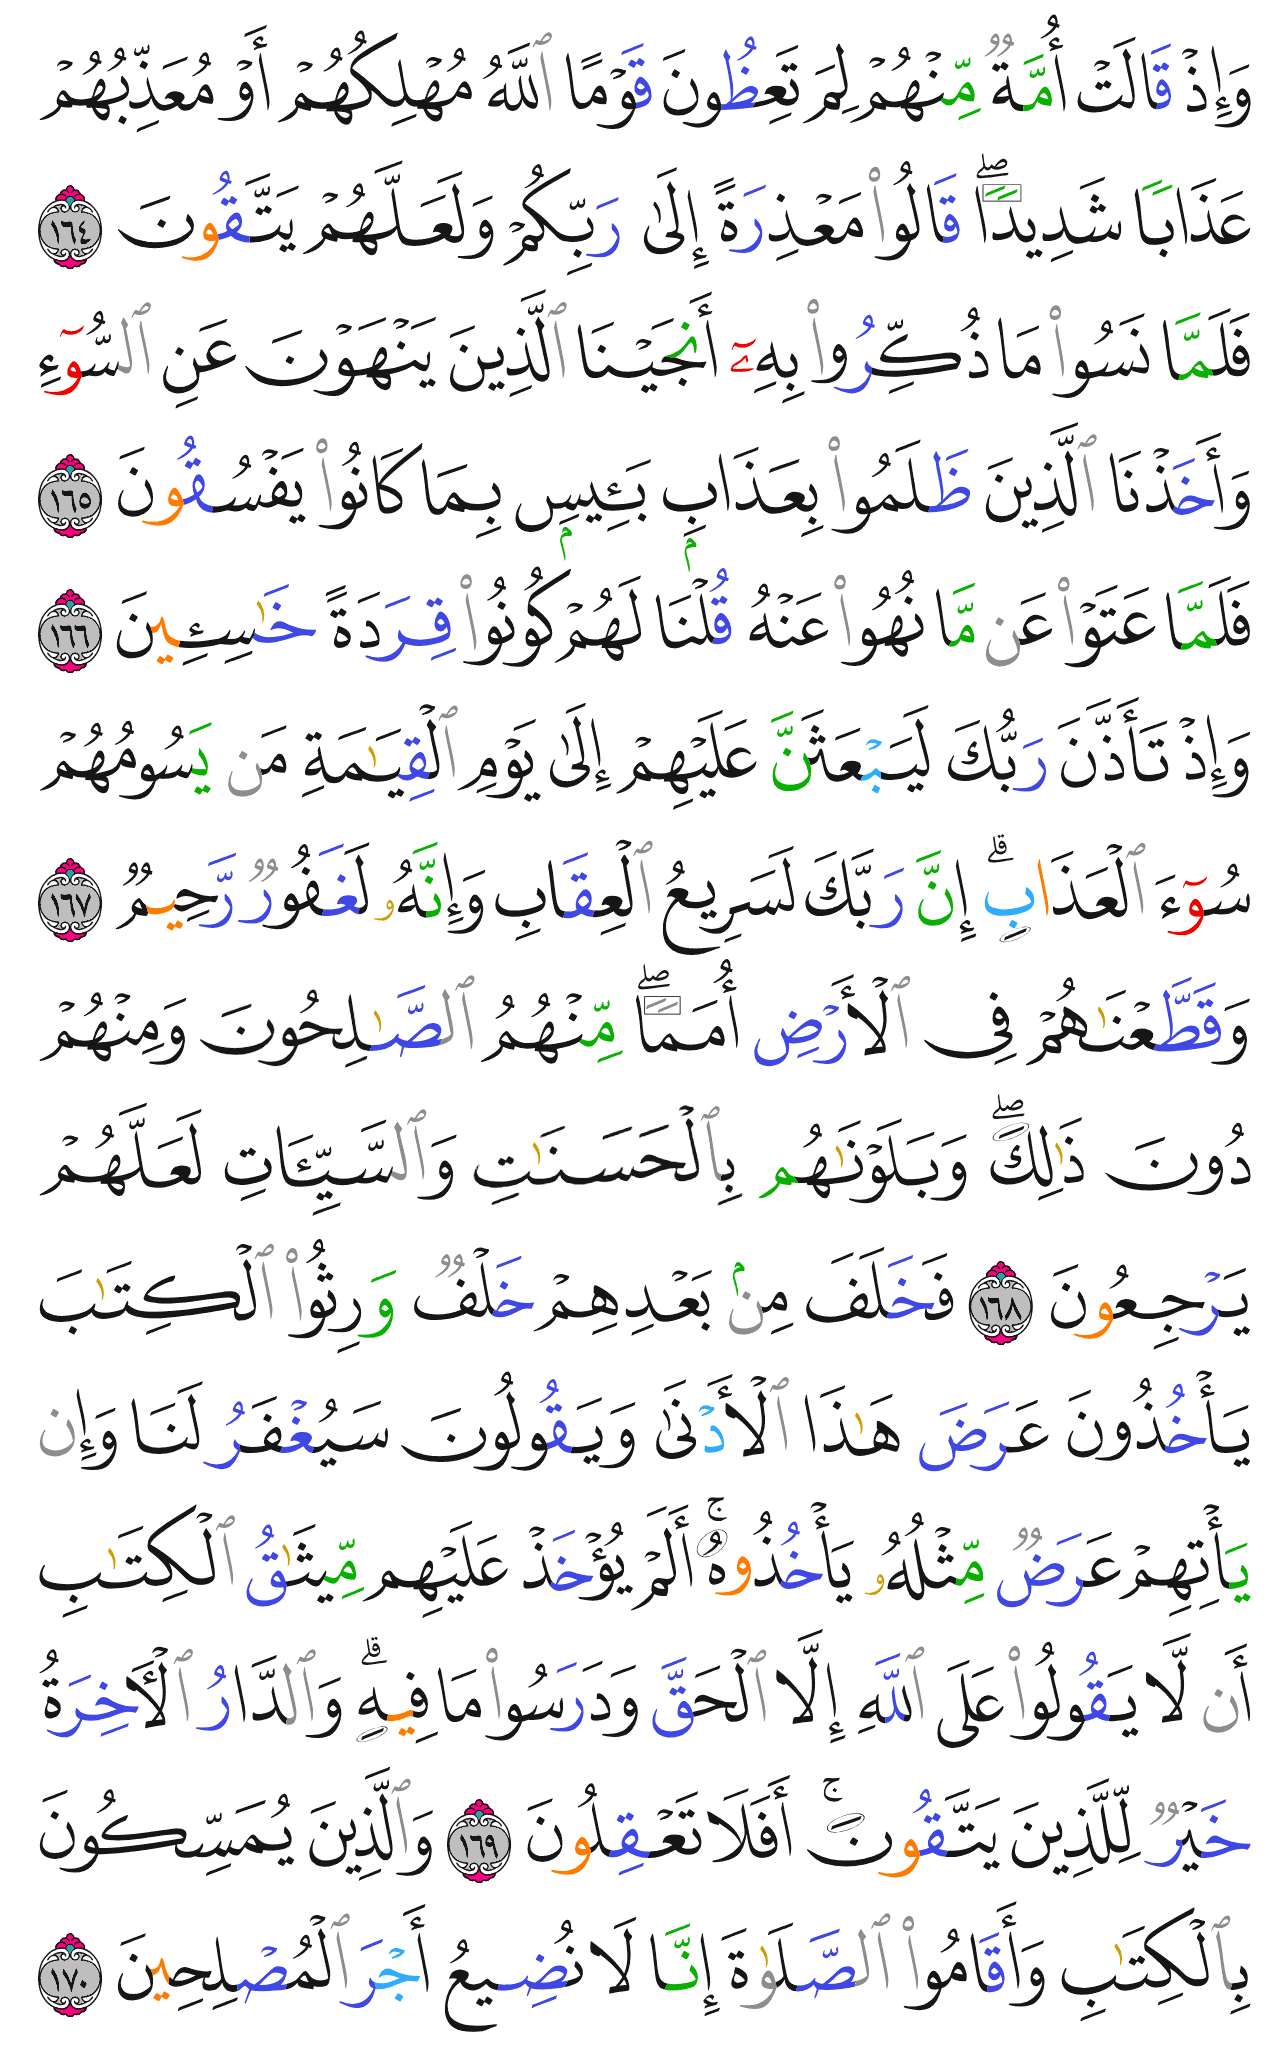 وَإِذْ قَالَتْ أُمَّةٌ مِّنْهُمْ لِمَ تَعِظُونَ قَوْمًا ٱللَّهُ مُهْلِكُهُمْ أَوْ مُعَذِّبُهُمْ
عَذَابًا شَدِيدًاۖ قَالُوا۟ مَعْذِرَةً إِلَىٰ رَبِّكُمْ وَلَعَلَّهُمْ يَتَّقُونَ ١٦٤
فَلَمَّا نَسُوا۟ مَا ذُكِّرُوا۟ بِهِۦٓ أَنجَيْنَا ٱلَّذِينَ يَنْهَوْنَ عَنِ ٱلسُّوٓءِ
وَأَخَذْنَا ٱلَّذِينَ ظَلَمُوا۟ بِعَذَابِۭ بَـِٔيسِۭ بِمَا كَانُوا۟ يَفْسُقُونَ ١٦٥
فَلَمَّا عَتَوْا۟ عَن مَّا نُهُوا۟ عَنْهُ قُلْنَا لَهُمْ كُونُوا۟ قِرَدَةً خَـٰسِـِٔينَ ١٦٦
وَإِذْ تَأَذَّنَ رَبُّكَ لَيَبْعَثَنَّ عَلَيْهِمْ إِلَىٰ يَوْمِ ٱلْقِيَـٰمَةِ مَن يَسُومُهُمْ
سُوٓءَ ٱلْعَذَابِۗ إِنَّ رَبَّكَ لَسَرِيعُ ٱلْعِقَابِ وَإِنَّهُۥ لَغَفُورٌ رَّحِيمٌ ١٦٧
وَقَطَّعْنَـٰهُمْ فِى ٱلْأَرْضِ أُمَمًاۖ مِّنْهُمُ ٱلصَّـٰلِحُونَ وَمِنْهُمْ
دُونَ ذَٰلِكَۖ وَبَلَوْنَـٰهُم بِٱلْحَسَنَـٰتِ وَٱلسَّيِّـَٔاتِ لَعَلَّهُمْ
يَرْجِعُونَ ١٦٨ فَخَلَفَ مِنۢ بَعْدِهِمْ خَلْفٌ وَرِثُوا۟ ٱلْكِتَـٰبَ
يَأْخُذُونَ عَرَضَ هَـٰذَا ٱلْأَدْنَىٰ وَيَقُولُونَ سَيُغْفَرُ لَنَا وَإِن
يَأْتِهِمْ عَرَضٌ مِّثْلُهُۥ يَأْخُذُوهُۚ أَلَمْ يُؤْخَذْ عَلَيْهِم مِّيثَـٰقُ ٱلْكِتَـٰبِ
أَن لَّا يَقُولُوا۟ عَلَى ٱللَّهِ إِلَّا ٱلْحَقَّ وَدَرَسُوا۟ مَا فِيهِۗ وَٱلدَّارُ ٱلْـَٔاخِرَةُ
خَيْرٌ لِّلَّذِينَ يَتَّقُونَۚ أَفَلَا تَعْقِلُونَ ١٦٩ وَٱلَّذِينَ يُمَسِّكُونَ
بِٱلْكِتَـٰبِ وَأَقَامُوا۟ ٱلصَّلَوٰةَ إِنَّا لَا نُضِيعُ أَجْرَ ٱلْمُصْلِحِينَ ١٧٠